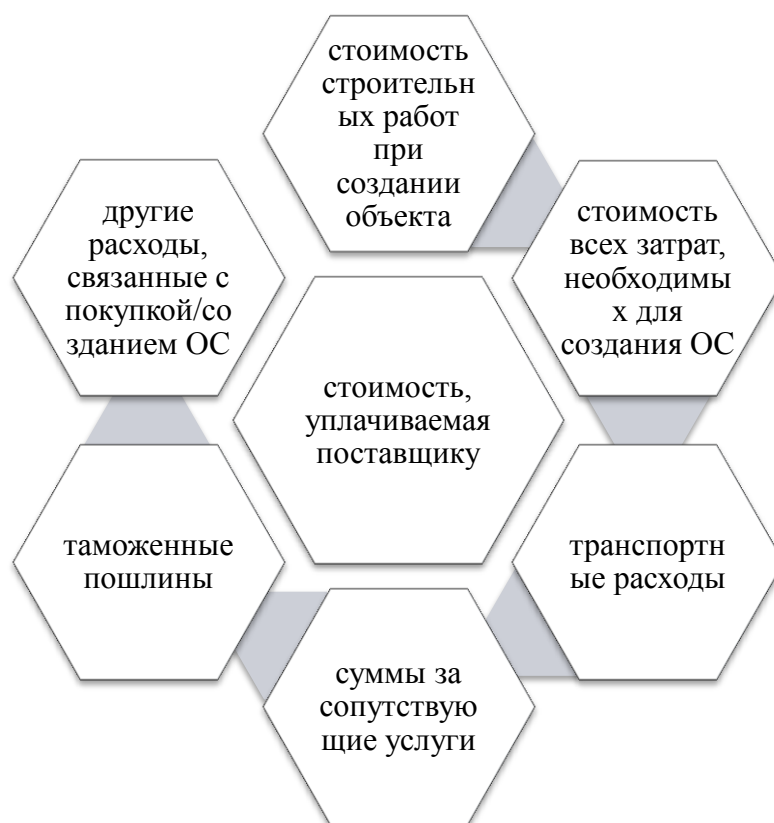 стоимость
строительн
ых работ
при
создании
объекта
стоимость
всех затрат,
необходимы
х для
создания ОС
транспортн
ые расходы
суммы за
сопутствую
щие услуги
таможенные
пошлины
другие
расходы,
связанные с
покупкой/со
зданием ОС
стоимость,
уплачиваемая
поставщику